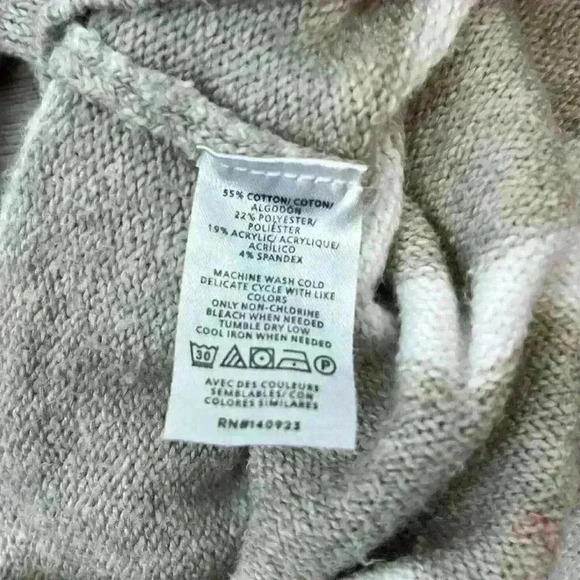 55% COTTON/COTON/
ALGODON
22% POLYESTER/
POLIÉSTER
19% ACRYLIC/ACRYLIQUE/
ACRÍLICO
4% SPANDEX
MACHINE WASH COLD
DELICATE CYCLE WITH LIKE
COLORS
ONLY NON-CHLORINE
BLEACH WHEN NEEDED
TUMBLE DRY LOW
COOL IRON WHEN NEEDED
30 P
AVEC DES COULEURS
SEMBLABLES/CON
COLORES SIMILARES
RN#140923